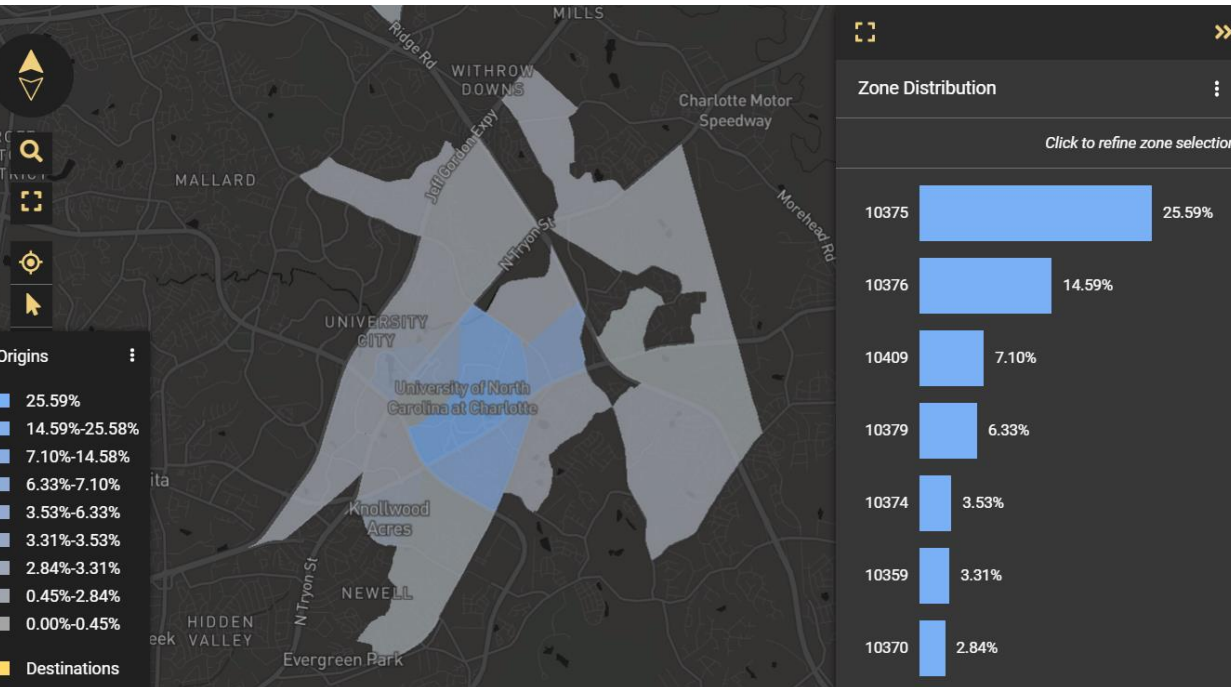 MILLS
Ridge Rd
WITHROW
DOWNS
Charlotte Motor
Speedway
Jeff Gordon Expy
MALLARD
Morehead Rd
N Tryon St
UNIVERSITY
CITY
University of North
Carolina at Charlotte
ita
Knollwood
Acres
N Tryon St
NEWELL
HIDDEN
VALLEY
eek
Evergreen Park
Origins
25.59%
14.59%-25.58%
7.10%-14.58%
6.33%-7.10%
3.53%-6.33%
3.31%-3.53%
2.84%-3.31%
0.45%-2.84%
0.00%-0.45%
Destinations
Zone Distribution
Click to refine zone selection
10375 25.59%
10376 14.59%
10409 7.10%
10379 6.33%
10374 3.53%
10359 3.31%
10370 2.84%